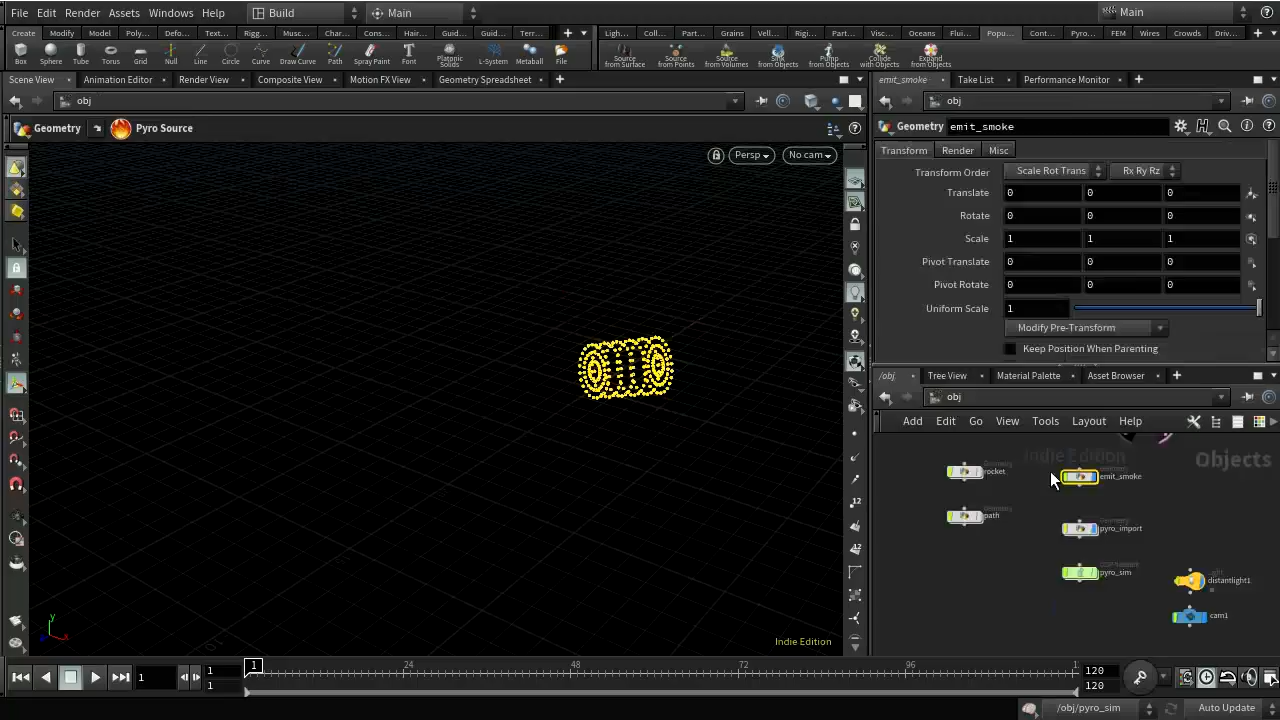 File Edit Render Assets Windows Help Build Main Main
Create Modify Model Poly... Defo... Text... Rigg... Musc... Char... Cons... Hair... Guid... Guid... Terr... Ligh... Coll... Part... Grains Vell... Rigi... Part... Visc... Oceans Flui... Popu... Cont... Pyro... FEM Wires Crowds Driv...
Box Sphere Tube Torus Grid Null Line Circle Curve Draw Curve Path Spray Paint Font Platonic Solids L-System Metaball File Source from Surface Source from Points Source from Volumes Sink from Objects Pump from Objects Collide with Objects Expand from Objects
Scene View Animation Editor Render View Composite View Motion FX View Geometry Spreadsheet
emit_smoke Take List Performance Monitor
obj
obj
Geometry Pyro Source
Geometry emit_smoke
Persp No cam
Transform Render Misc
Transform Order Scale Rot Trans Rx Ry Rz
Translate 0 0 0
Rotate 0 0 0
Scale 1 1 1
Pivot Translate 0 0 0
Pivot Rotate 0 0 0
Uniform Scale 1
Modify Pre-Transform
Keep Position When Parenting
/obj Tree View Material Palette Asset Browser
obj
Add Edit Go View Tools Layout Help
Indie Edition Objects
Geometry
rocket
emit_smoke
Geometry
path
Geometry
pyro_import
DOP Network
pyro_sim
distantlight1
cam1
y
x
Indie Edition
12
12
1 1 1 1 24 48 72 96 1 120
120
/obj/pyro_sim Auto Update